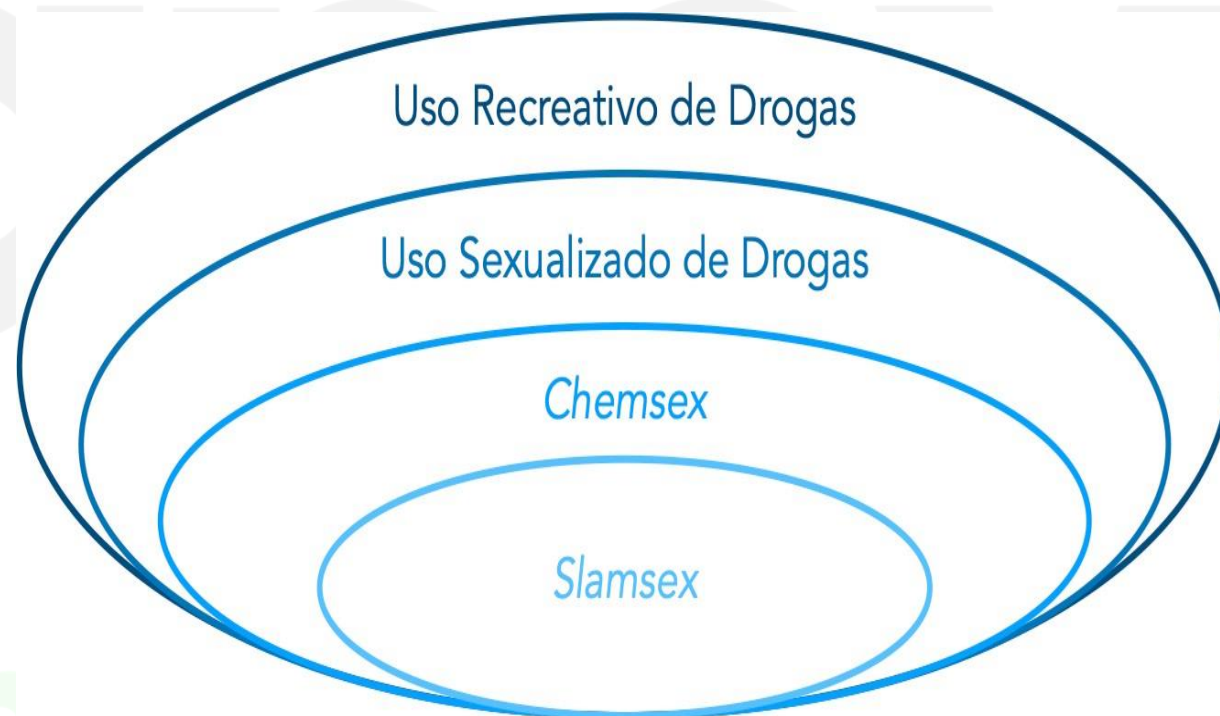 Uso Recreativo de Drogas
Uso Sexualizado de Drogas
Chemsex
Slamsex